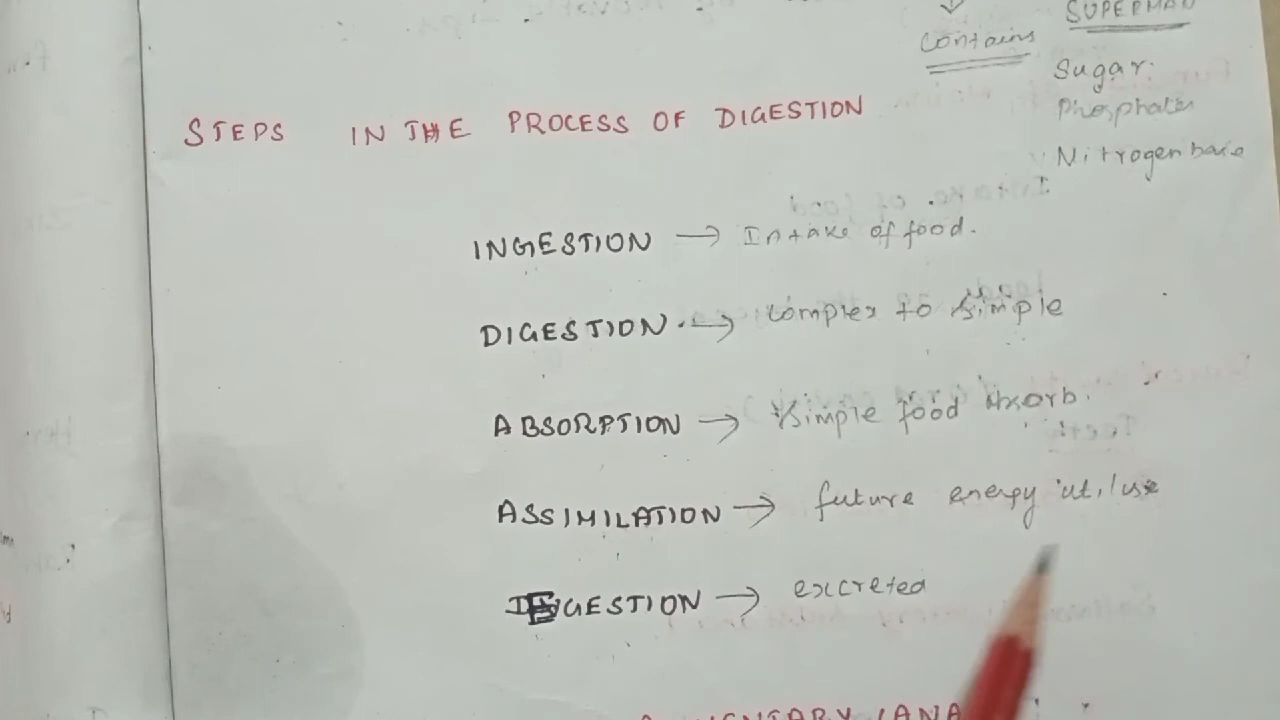 SUPERMAN
Contains
Sugar.
Phosphates
Nitrogen base
STEPS IN THE PROCESS OF DIGESTION
INGESTION → Intake of food.
DIGESTION → Complex to simple
ABSORPTION → simple food absorb.
ASSIMILATION → future energy utiluse
EGESTION → excreted